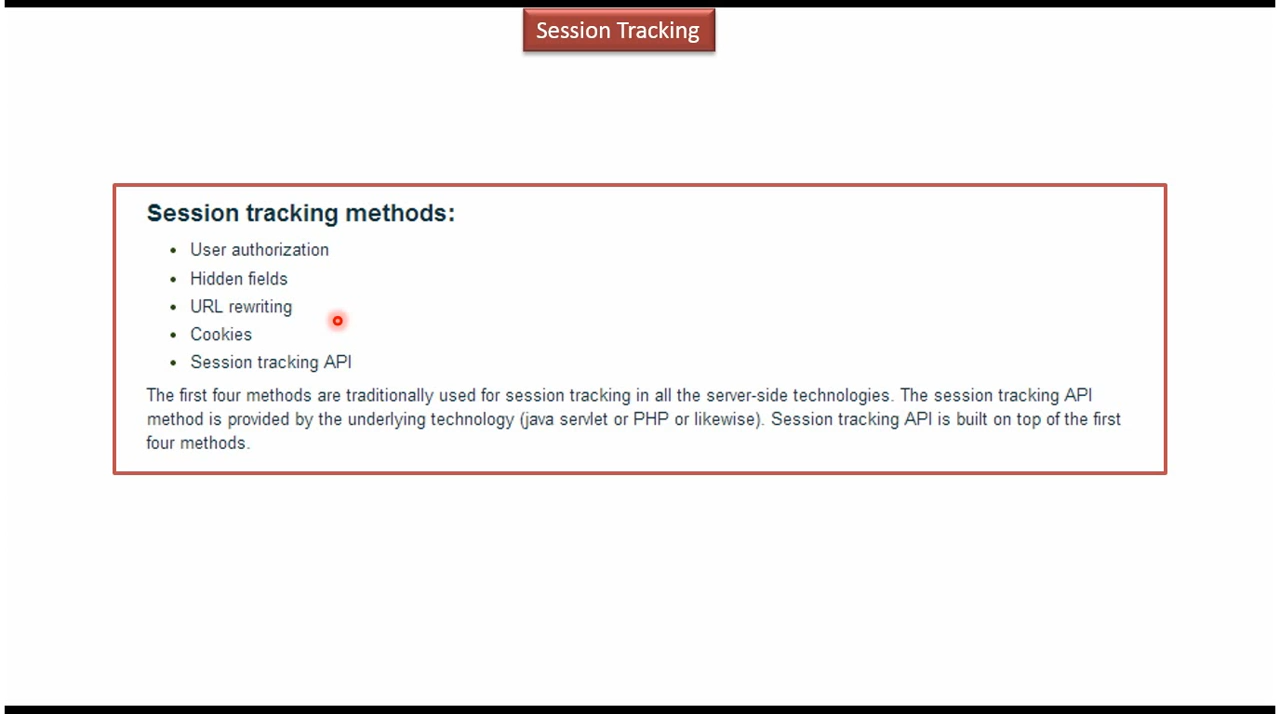 Session Tracking
Session tracking methods:
• User authorization
• Hidden fields
• URL rewriting
• Cookies
• Session tracking API
The first four methods are traditionally used for session tracking in all the server-side technologies. The session tracking API
method is provided by the underlying technology (java servlet or PHP or likewise). Session tracking API is built on top of the first
four methods.